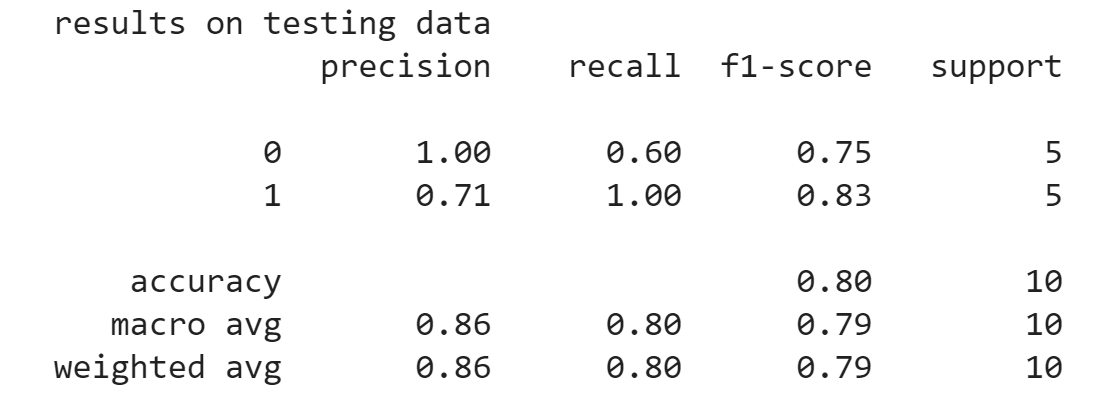 results on testing data
precision recall f1-score support
0 1.00 0.60 0.75 5
1 0.71 1.00 0.83 5
accuracy 0.80 10
macro avg 0.86 0.80 0.79 10
weighted avg 0.86 0.80 0.79 10